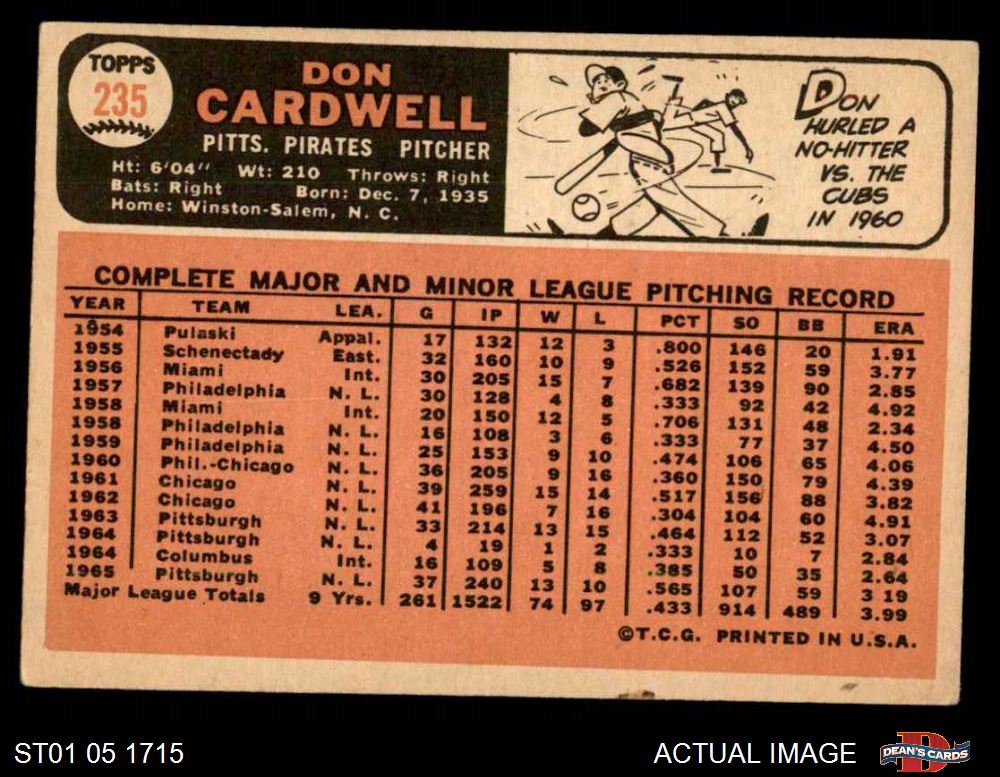 TOPPS
235
DON
CARDWELL
PITTS. PIRATES PITCHER
Ht: 6'04" Wt: 210 Throws: Right
Bats: Right Born: Dec. 7, 1935
Home: Winston-Salem, N. C.
DON
HURLED A
NO-HITTER
VS. THE
CUBS
IN 1960
COMPLETE MAJOR AND MINOR LEAGUE PITCHING RECORD
YEAR TEAM LEA. G IP W L PCT SO BB ERA
1954 Pulaski Appal. 17 132 12 3 .800 146 20 1.91
1955 Schenectady East. 32 160 10 9 .526 152 59 3.77
1956 Miami Int. 30 205 15 7 .682 139 90 2.85
1957 Philadelphia N. L. 30 128 4 8 .333 92 42 4.92
1958 Miami Int. 20 150 12 5 .706 131 48 2.34
1958 Philadelphia N. L. 16 108 3 6 .333 77 37 4.50
1959 Philadelphia N. L. 25 153 9 10 .474 106 65 4.06
1960 Phil.-Chicago N. L. 36 205 9 16 .360 150 79 4.39
1961 Chicago N. L. 39 259 15 14 .517 156 88 3.82
1962 Chicago N. L. 41 196 7 16 .304 104 60 4.91
1963 Pittsburgh N. L. 33 214 13 15 .464 112 52 3.07
1964 Pittsburgh N. L. 4 19 1 2 .333 10 7 2.84
1964 Columbus Int. 16 109 5 8 .385 50 35 2.64
1965 Pittsburgh N. L. 37 240 13 10 .565 107 59 3 19
Major League Totals 9 Yrs. 261 1522 74 97 .433 914 489 3.99
©T.C.G. PRINTED IN U.S.A.
ST01 05 1715
ACTUAL IMAGE
DEAN'S CARDS